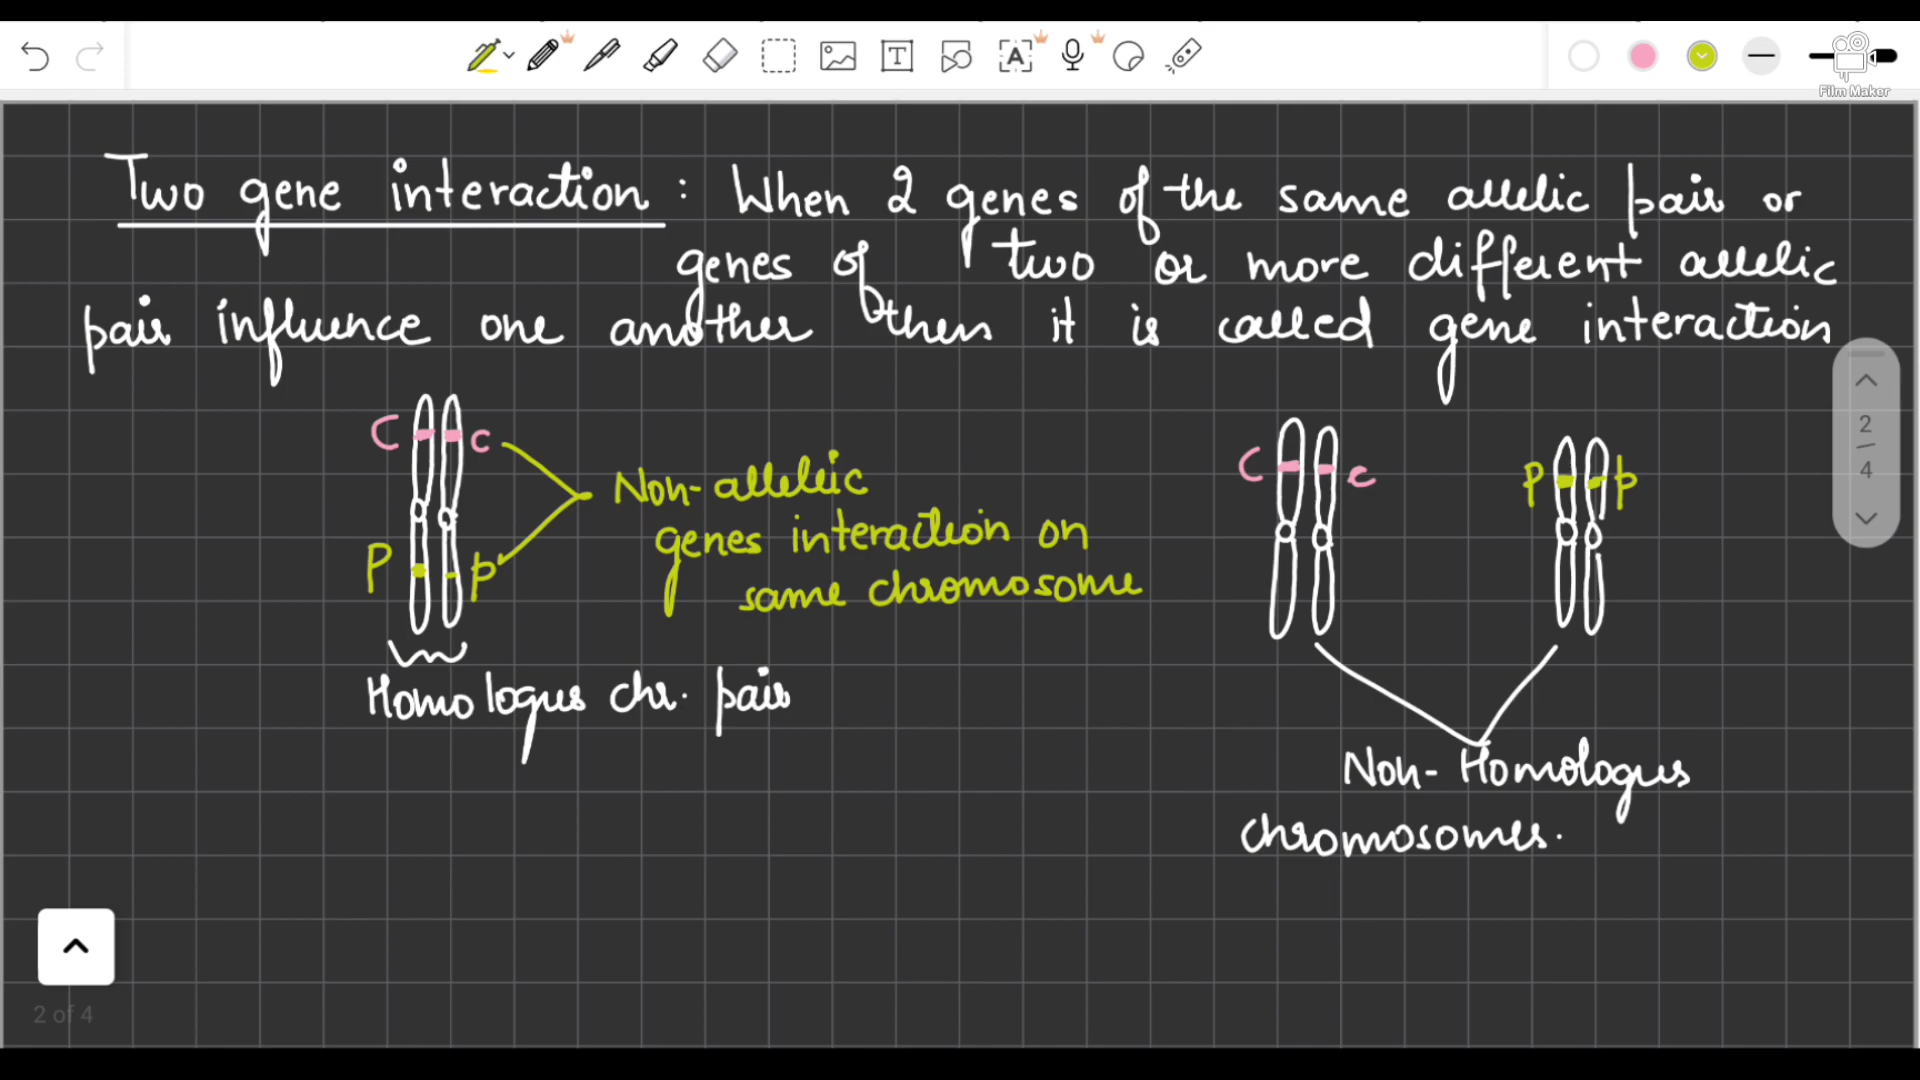 Film Maker
Two gene interaction : When 2 genes of the same allelic pair or
genes of two or more different allelic
pair influence one another then it is called gene interaction
2
4
C c
C c
P p
Non-alleleic
genes interaction on
same chromosome
P p
Homologus chr. pair
Non-Homologus
chromosomes.
2 of 4